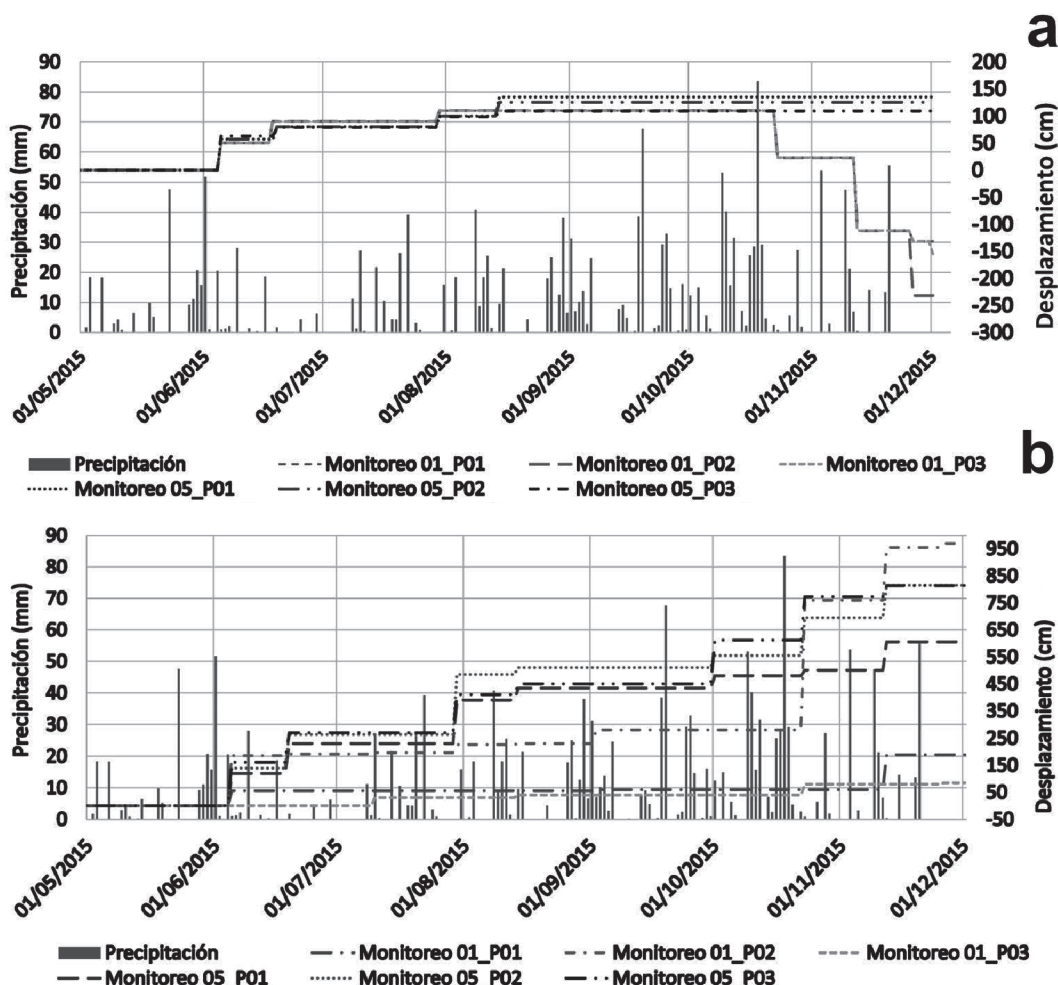 a
90 200
80 150
70 100
60 50
50 0
40 -50
30 -100
20 -150
10 -200
0 -250
-300
Precipitación (mm)
Desplazamiento (cm)
01/05/2015 01/06/2015 01/07/2015 01/08/2015 01/09/2015 01/10/2015 01/11/2015 01/12/2015
Precipitación Monitoreo 01_P01 Monitoreo 01_P02 Monitoreo 01_P03
Monitoreo 05_P01 Monitoreo 05_P02 Monitoreo 05_P03
b
90 950
80 850
70 750
60 650
50 550
40 450
30 350
20 250
10 150
0 50
-50
Precipitación (mm)
Desplazamiento (cm)
01/05/2015 01/06/2015 01/07/2015 01/08/2015 01/09/2015 01/10/2015 01/11/2015 01/12/2015
Precipitación Monitoreo 01_P01 Monitoreo 01_P02 Monitoreo 01_P03
Monitoreo 05_P01 Monitoreo 05_P02 Monitoreo 05_P03